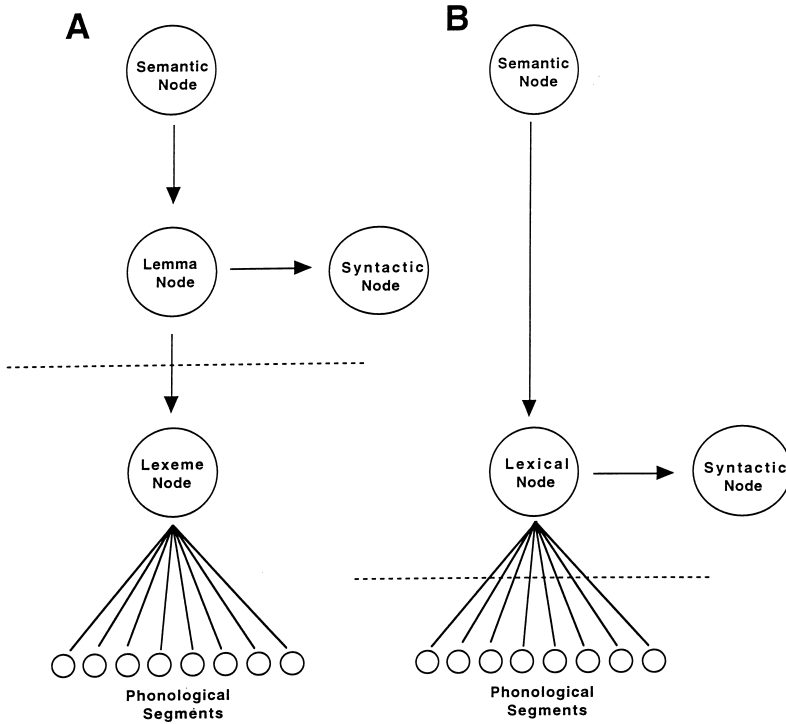 A
Semantic
Node
Lemma
Node
Syntactic
Node
Lexeme
Node
Phonological
Segments
B
Semantic
Node
Lexical
Node
Syntactic
Node
Phonological
Segments